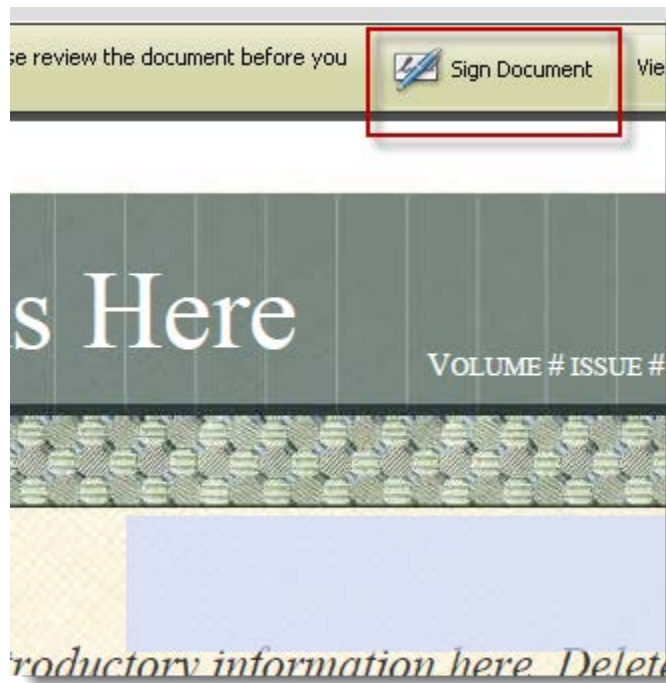 se review the document before you
Sign Document
Vie
s Here
VOLUME # ISSUE #
troductory information here. Delete